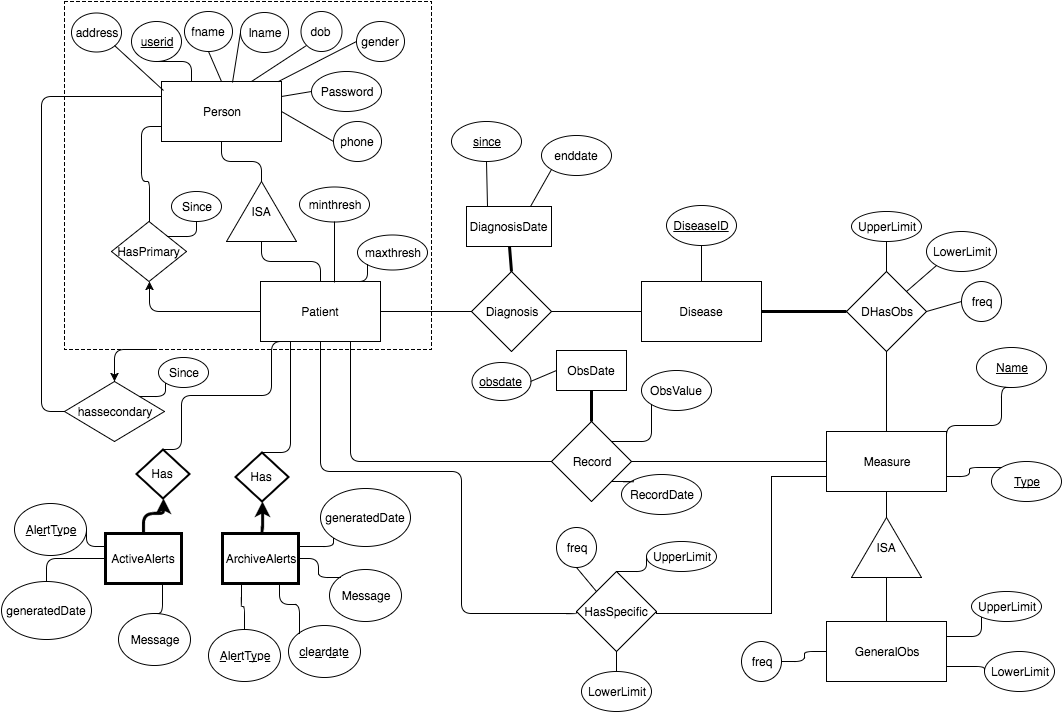 address
userid
fname
lname
dob
gender
Password
phone
Person
Since
ISA
minthresh
maxthresh
HasPrimary
Patient
since
enddate
DiagnosisDate
Diagnosis
DiseaseID
Disease
UpperLimit
LowerLimit
freq
DHasObs
Since
hassecondary
obsdate
ObsDate
ObsValue
Record
RecordDate
Name
Measure
Type
Has
Has
AlertType
ActiveAlerts
generatedDate
Message
generatedDate
ArchiveAlerts
Message
AlertType
cleardate
freq
UpperLimit
HasSpecific
LowerLimit
ISA
UpperLimit
GeneralObs
freq
LowerLimit